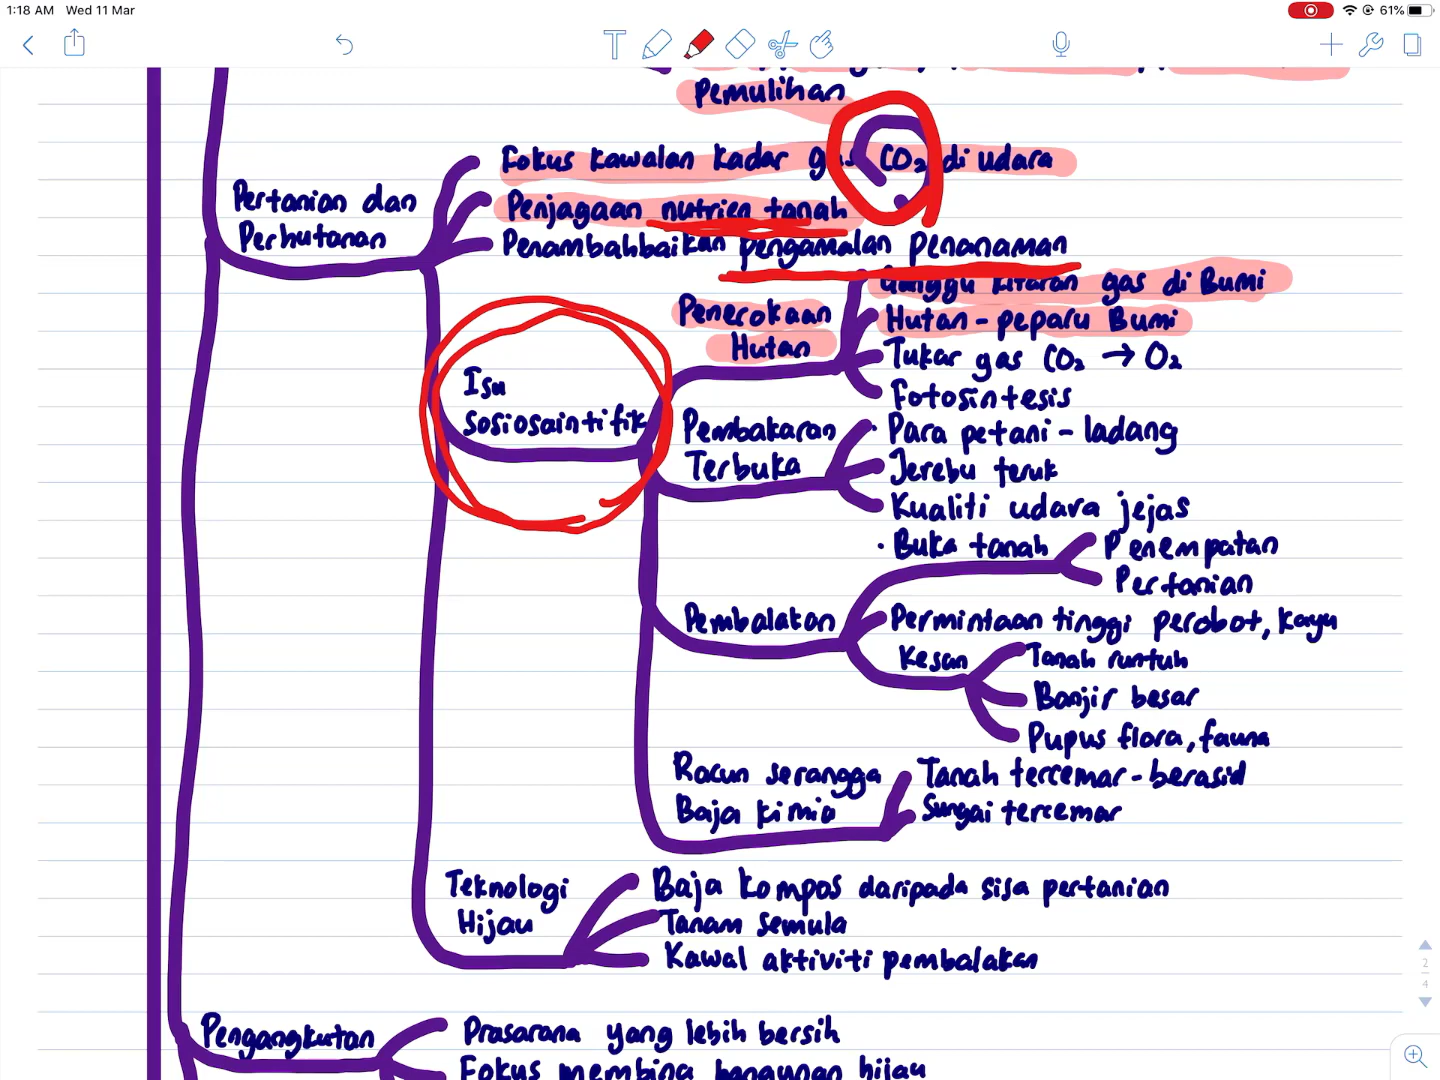 1:18 AM Wed 11 Mar
61%
Pemulihan
Fokus kawalan kadar gas CO₂ di udara
Pertanian dan
Perhutanan
Penjagaan nutrien tanah
Penambahbaikan pengamalan penanaman
Ganggu kitaran gas di Bumi
Penerokaan
Hutan
Hutan - peparu Bumi
Tukar gas CO₂ → O₂
Fotosintesis
Isu
Sosiosaintifik
Pembakaran
Terbuka
Para petani - ladang
Jerebu teruk
Kualiti udara jejas
Buka tanah
Penempatan
Pertanian
Pembalakan
Permintaan tinggi perabot, kayu
Kesan
Tanah runtuh
Banjir besar
Pupus flora, fauna
Racun serangga
Baja kimia
Tanah tercemar - berasid
Sungai tercemar
Teknologi
Hijau
Baja kompos daripada sisa pertanian
Tanam semula
Kawal aktiviti pembalakan
2
4
Pengangkutan
Prasarana yang lebih bersih
Fokus membina bangunan hijau